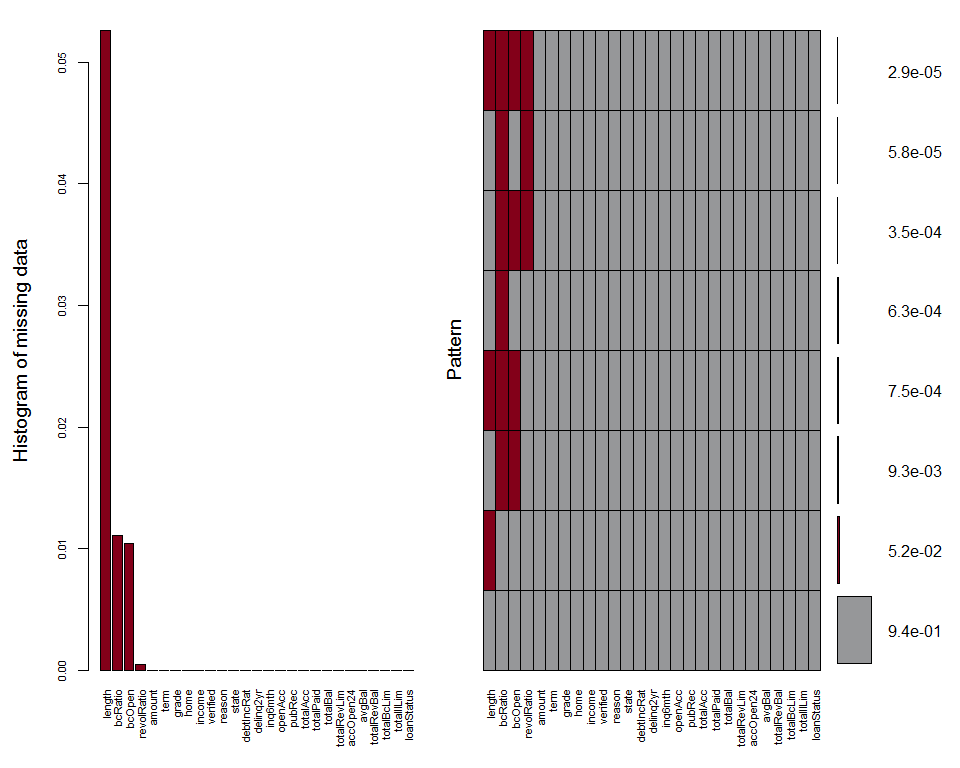 Histogram of missing data
0.05
0.04
0.03
0.02
0.01
0.00
length
bcRatio
bcOpen
revolRatio
amount
term
grade
home
income
verified
reason
state
debtIncRat
delinq2yr
inq6mth
openAcc
pubRec
totalAcc
totalPaid
totalBal
totalRevLim
accOpen24
avgBal
totalRevBal
totalBcLim
totalIlLim
loanStatus
Pattern
length
bcRatio
bcOpen
revolRatio
amount
term
grade
home
income
verified
reason
state
debtIncRat
delinq2yr
inq6mth
openAcc
pubRec
totalAcc
totalPaid
totalBal
totalRevLim
accOpen24
avgBal
totalRevBal
totalBcLim
totalIlLim
loanStatus
2.9e-05
5.8e-05
3.5e-04
6.3e-04
7.5e-04
9.3e-03
5.2e-02
9.4e-01